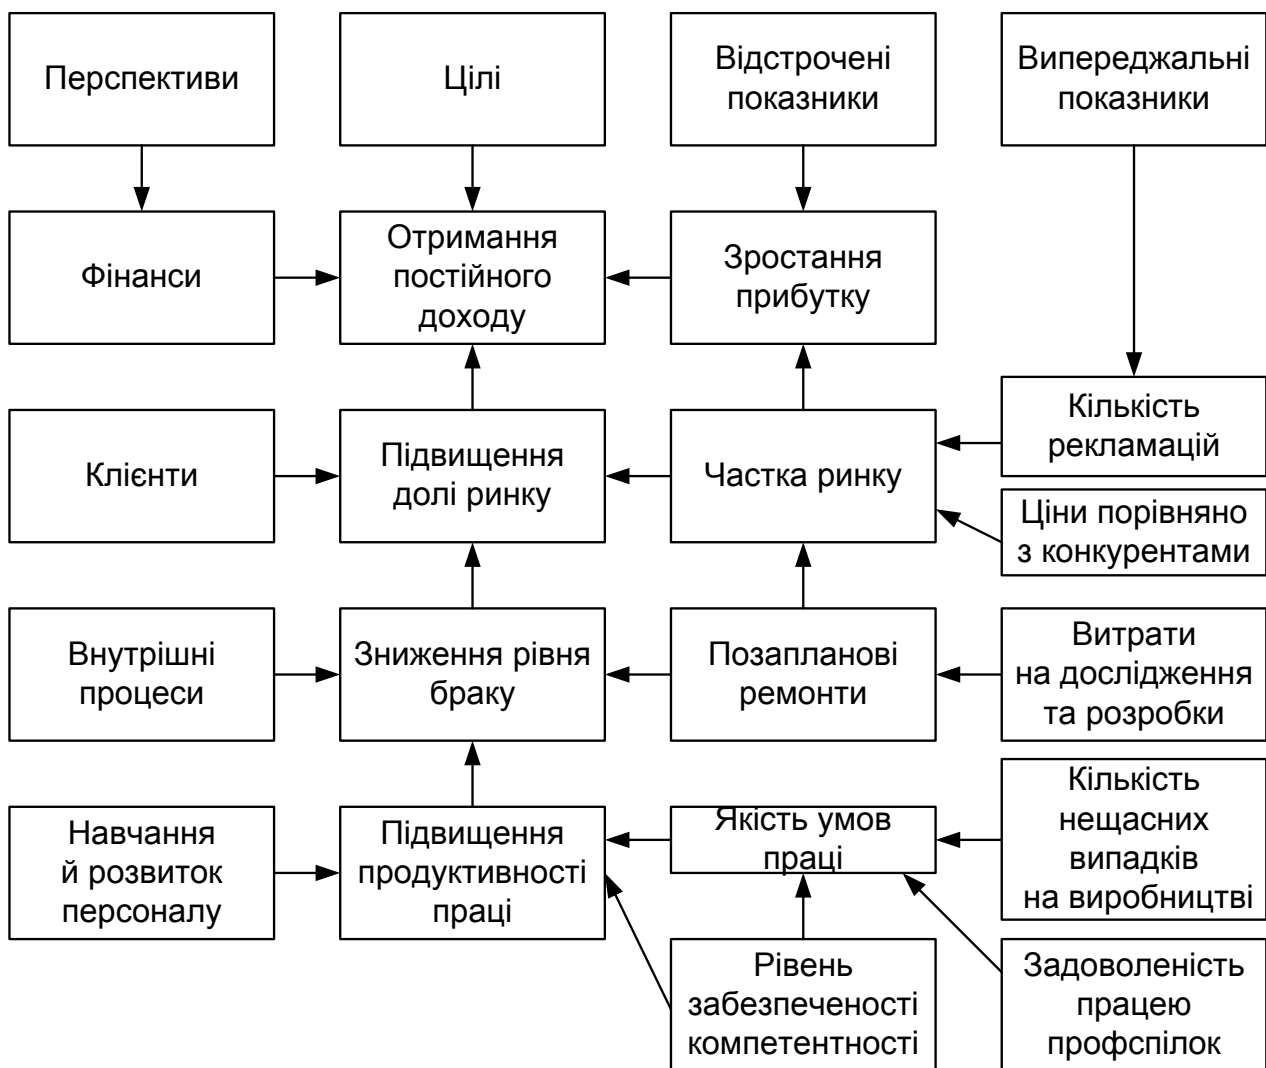 Перспективи
Цілі
Відстрочені
показники
Випереджальні
показники
Фінанси
Отримання
постійного
доходу
Зростання
прибутку
Клієнти
Підвищення
долі ринку
Частка ринку
Кількість
рекламацій
Ціни порівняно
з конкурентами
Внутрішні
процеси
Зниження рівня
браку
Позапланові
ремонти
Витрати
на дослідження
та розробки
Навчання
й розвиток
персоналу
Підвищення
продуктивності
праці
Якість умов
праці
Кількість
нещасних
випадків
на виробництві
Рівень
забезпеченості
компетентності
Задоволеність
працею
профспілок